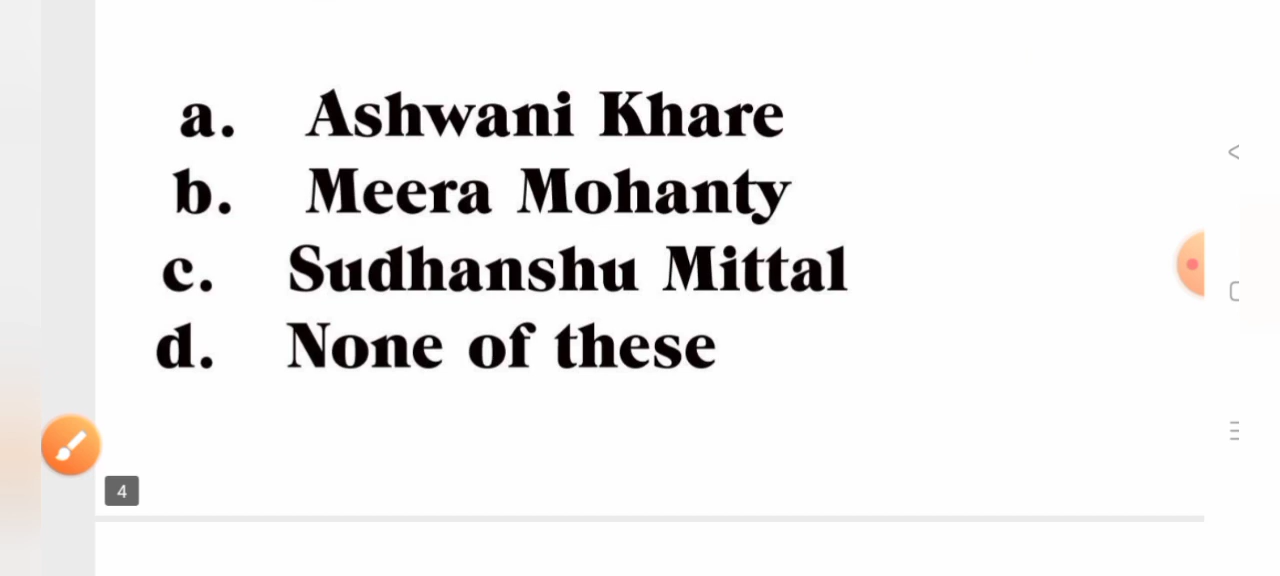 a. Ashwani Khare
b. Meera Mohanty
c. Sudhanshu Mittal
d. None of these
4